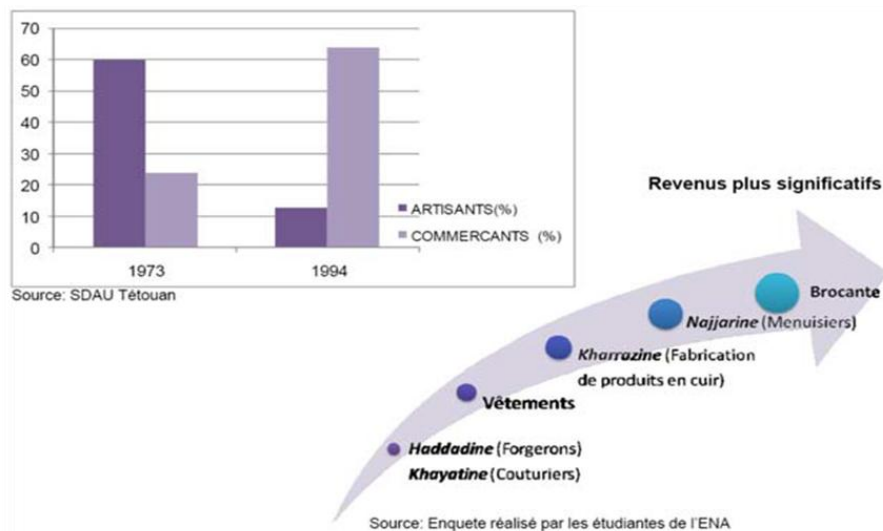 70
60
50
40
30
20
10
0
1973
1994
ARTISANTS(%)
COMMERCANTS (%)
Source: SDAU Tétouan
Revenus plus significatifs
Brocante
Najjarine (Menuisiers)
Kharrazine (Fabrication
de produits en cuir)
Vêtements
Haddadine (Forgerons)
Khayatine (Couturiers)
Source: Enquete réalisé par les étudiantes de l'ENA